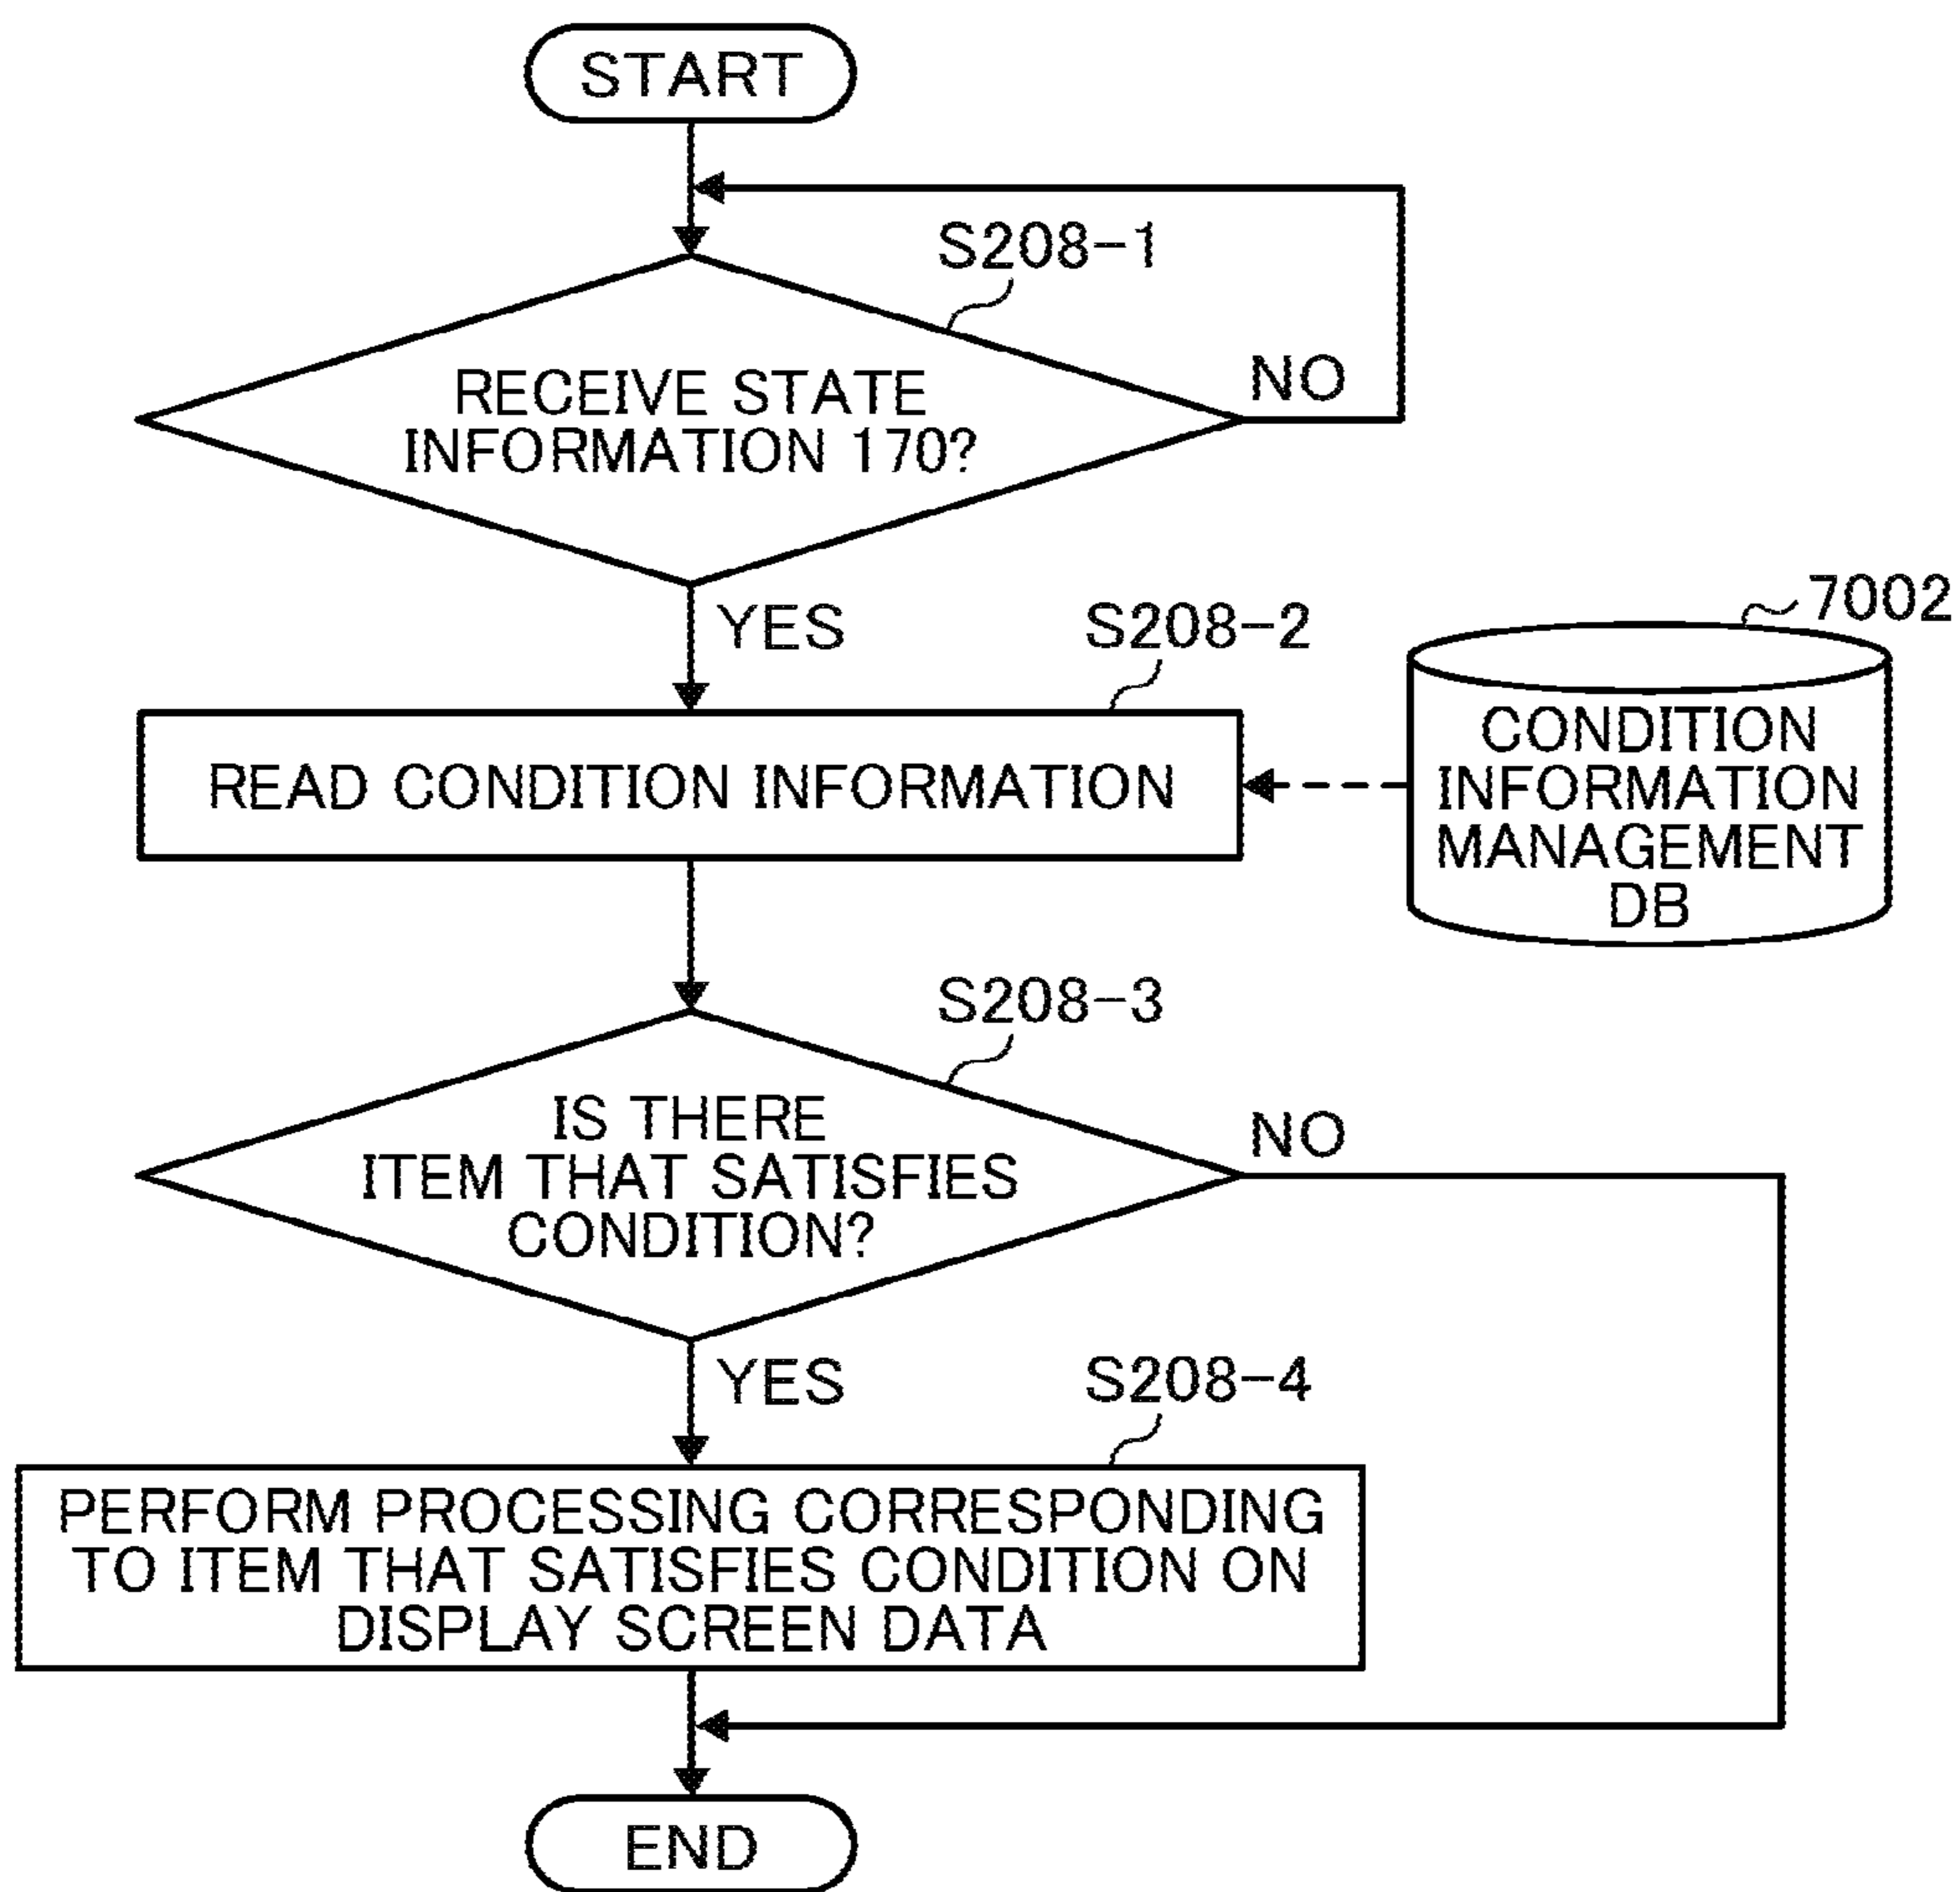 START
S208-1
RECEIVE STATE
INFORMATION 170?
NO
YES
S208-2
7002
READ CONDITION INFORMATION
CONDITION
INFORMATION
MANAGEMENT
DB
S208-3
IS THERE
ITEM THAT SATISFIES
CONDITION?
NO
YES
S208-4
PERFORM PROCESSING CORRESPONDING
TO ITEM THAT SATISFIES CONDITION ON
DISPLAY SCREEN DATA
END